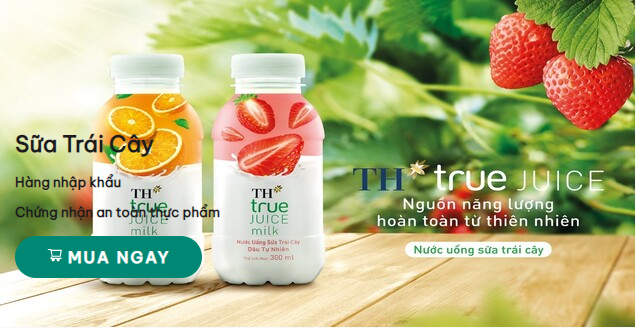 Sữa Trái Cây
Hàng nhập khẩu
Chứng nhận an toàn thực phẩm
MUA NGAY
TH
true
JUICE
milk
TH
true
JUICE
milk
Nước Uống Sữa Trái Cây
Dâu Tự Nhiên
300 ml
TH true JUICE
Nguồn năng lượng
hoàn toàn từ thiên nhiên
Nước uống sữa trái cây